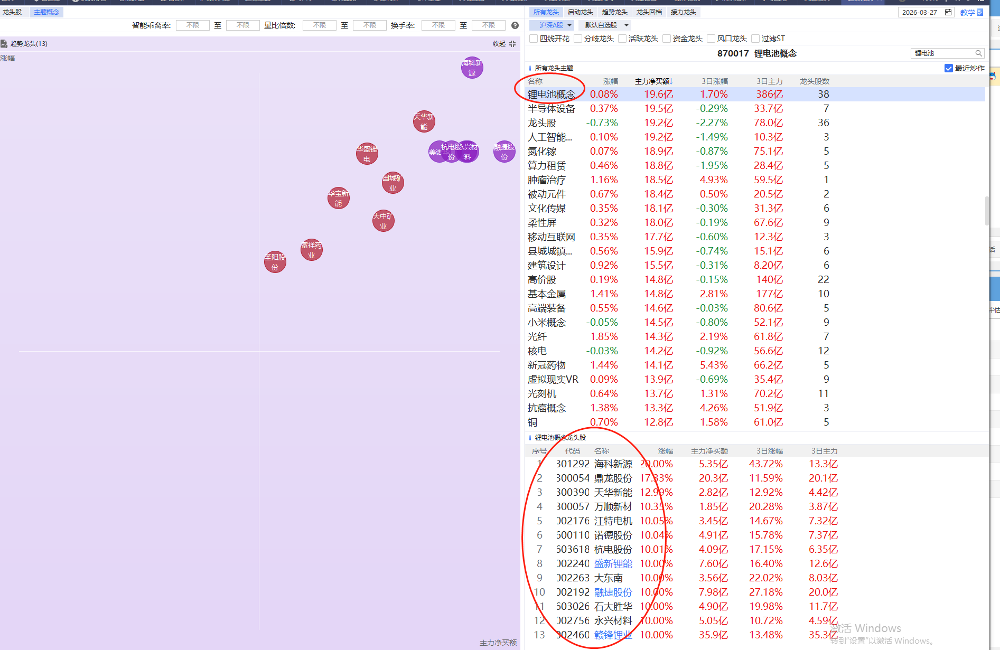 龙头股 主题概念
智能乖离率: 不限 至 不限 量比倍数: 不限 至 不限 换手率: 不限 至 不限
趋势龙头(13) 收起
涨幅
海科新源
天华新能
华盛锂电
美诺
杭电股份
永兴材料
融捷股份
国城矿业
华宝新能
大中矿业
富祥药业
圣阳股份
主力净买额
所有龙头 启动龙头 趋势龙头 龙头回档 接力龙头 2026-03-27 教学
沪深A股 默认自选股
四线开花 分歧龙头 活跃龙头 资金龙头 风口龙头 过滤ST
870017 锂电池概念 锂电池
所有龙头主题 最近炒作
名称 涨幅 主力净买额↓ 3日涨幅 3日主力 龙头股数
锂电池概念 0.08% 19.6亿 1.70% 386亿 38
半导体设备 0.37% 19.5亿 -0.29% 33.7亿 7
龙头股 -0.73% 19.2亿 -2.27% 78.0亿 36
人工智能... 0.10% 19.2亿 -1.49% 10.3亿 3
氮化镓 0.07% 18.9亿 -0.87% 75.1亿 5
算力租赁 0.46% 18.8亿 -1.95% 28.4亿 5
肿瘤治疗 1.16% 18.5亿 4.93% 59.5亿 1
被动元件 0.67% 18.4亿 0.50% 20.5亿 2
文化传媒 0.35% 18.1亿 -0.30% 31.3亿 6
柔性屏 0.32% 18.0亿 -0.19% 67.6亿 9
移动互联网 0.35% 17.7亿 -0.60% 12.3亿 3
县城城镇... 0.56% 15.9亿 -0.74% 15.1亿 6
建筑设计 0.92% 15.5亿 -0.31% 8.20亿 6
高价股 0.19% 14.8亿 -0.15% 140亿 22
基本金属 1.41% 14.8亿 2.81% 177亿 10
高端装备 0.55% 14.6亿 -0.03% 80.6亿 5
小米概念 -0.05% 14.5亿 -0.80% 52.1亿 9
光纤 1.85% 14.3亿 2.19% 61.8亿 7
核电 -0.03% 14.2亿 -0.92% 56.6亿 12
新冠药物 1.44% 14.1亿 5.43% 66.2亿 5
虚拟现实VR 0.09% 13.9亿 -0.69% 35.4亿 9
光刻机 0.64% 13.7亿 1.31% 70.2亿 11
抗癌概念 1.38% 13.3亿 4.26% 51.9亿 3
铜 0.70% 12.8亿 1.58% 61.0亿 5
锂电池概念龙头股
序号 代码 名称 涨幅 主力净买额 3日涨幅 3日主力
1 301292 海科新源 20.00% 5.35亿 43.72% 13.3亿
2 300054 鼎龙股份 17.33% 20.3亿 11.59% 20.1亿
3 300390 天华新能 12.99% 2.82亿 12.92% 4.42亿
4 300057 万顺新材 10.35% 1.85亿 20.28% 3.87亿
5 002176 江特电机 10.05% 3.45亿 14.67% 7.32亿
6 600110 诺德股份 10.04% 4.91亿 15.78% 7.37亿
7 603618 杭电股份 10.01% 4.09亿 17.15% 6.35亿
8 002240 盛新锂能 10.00% 7.60亿 16.40% 12.6亿
9 002263 大东南 10.00% 3.56亿 22.02% 8.03亿
10 002192 融捷股份 10.00% 7.98亿 27.18% 20.0亿
11 603026 石大胜华 10.00% 4.90亿 19.98% 11.7亿
12 002756 永兴材料 10.00% 5.05亿 10.72% 4.59亿
13 002460 赣锋锂业 10.00% 35.9亿 13.48% 35.3亿
激活 Windows
转到"设置"以激活 Windows。